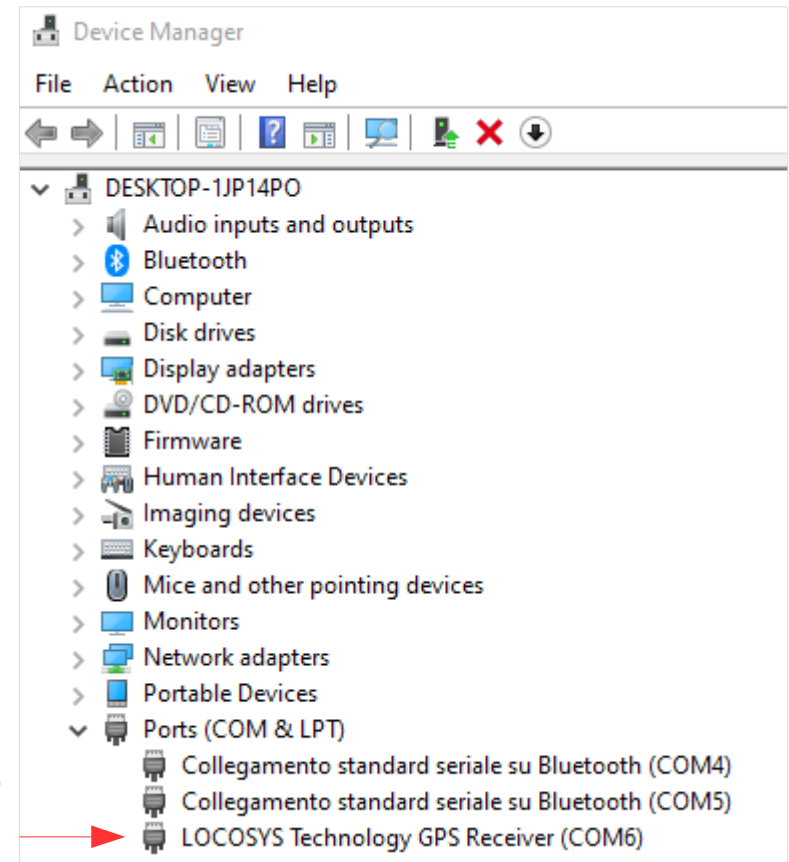 Device Manager
File Action View Help
DESKTOP-1JP14PO
Audio inputs and outputs
Bluetooth
Computer
Disk drives
Display adapters
DVD/CD-ROM drives
Firmware
Human Interface Devices
Imaging devices
Keyboards
Mice and other pointing devices
Monitors
Network adapters
Portable Devices
Ports (COM & LPT)
Collegamento standard seriale su Bluetooth (COM4)
Collegamento standard seriale su Bluetooth (COM5)
LOCOSYS Technology GPS Receiver (COM6)